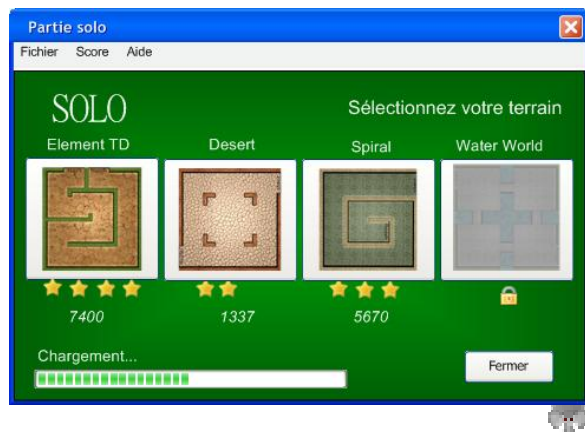 Partie solo
Fichier Score Aide
SOLO
Sélectionnez votre terrain
Element TD Desert Spiral Water World
7400 1337 5670
Chargement...
Fermer